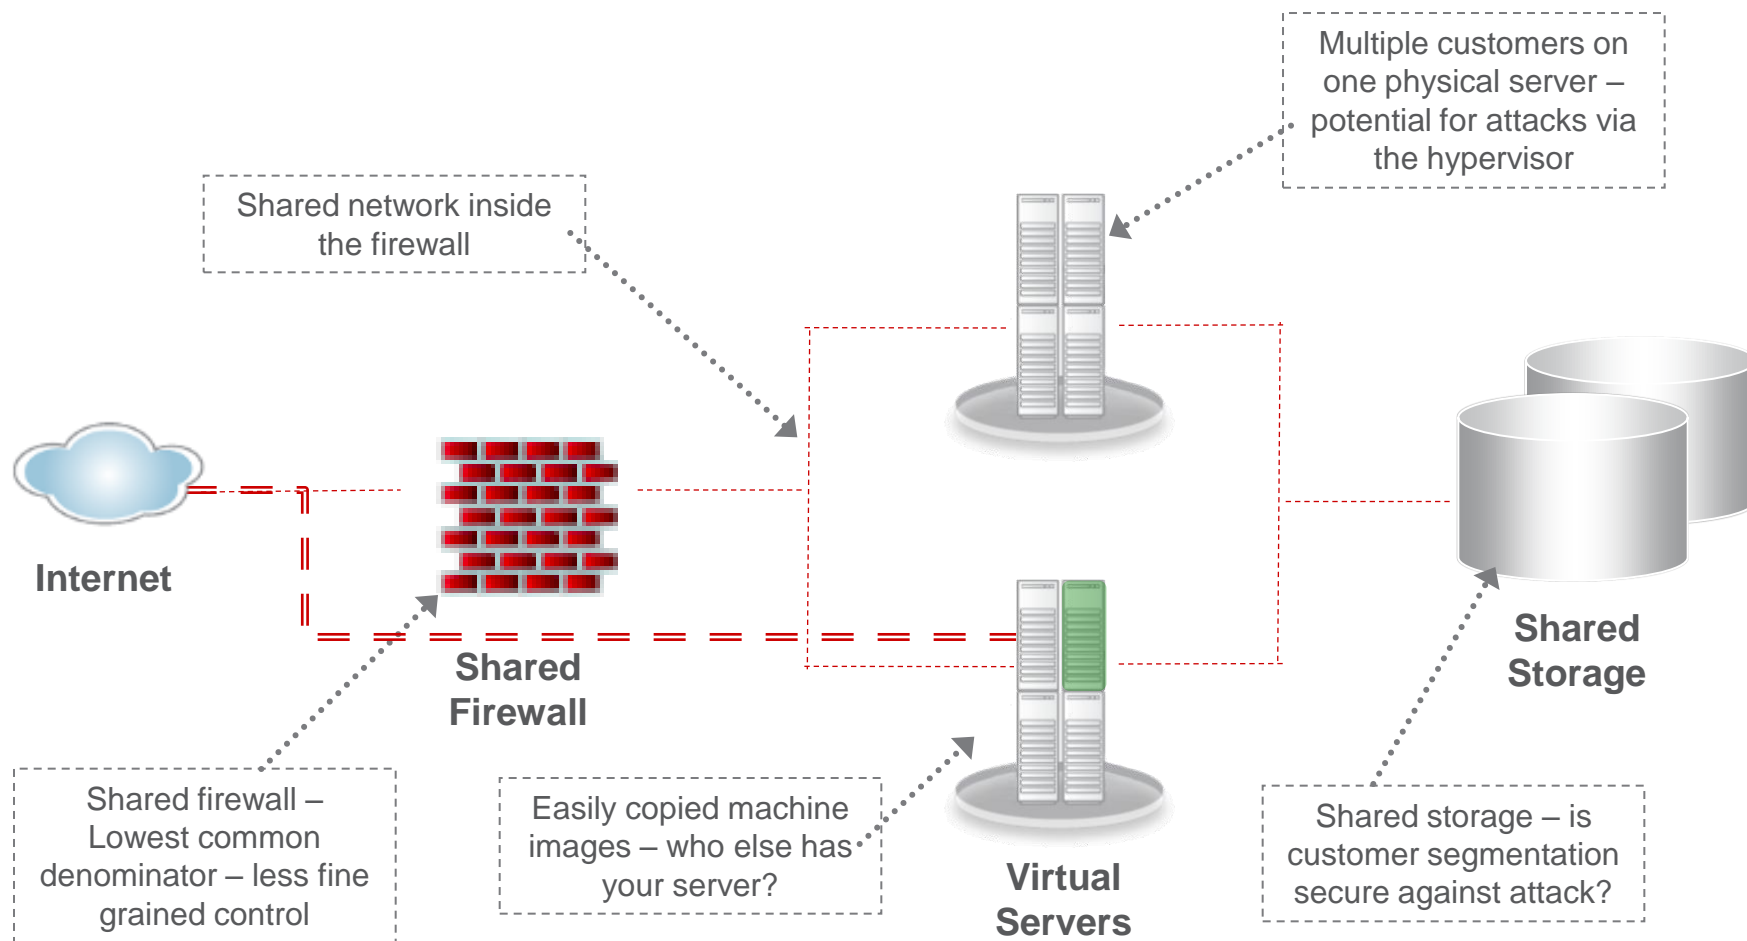 Multiple customers on
one physical server –
potential for attacks via
the hypervisor
Shared network inside
the firewall
Internet
Shared
Firewall
Shared
Storage
Shared firewall –
Lowest common
denominator – less fine
grained control
Easily copied machine
images – who else has
your server?
Virtual
Servers
Shared storage – is
customer segmentation
secure against attack?